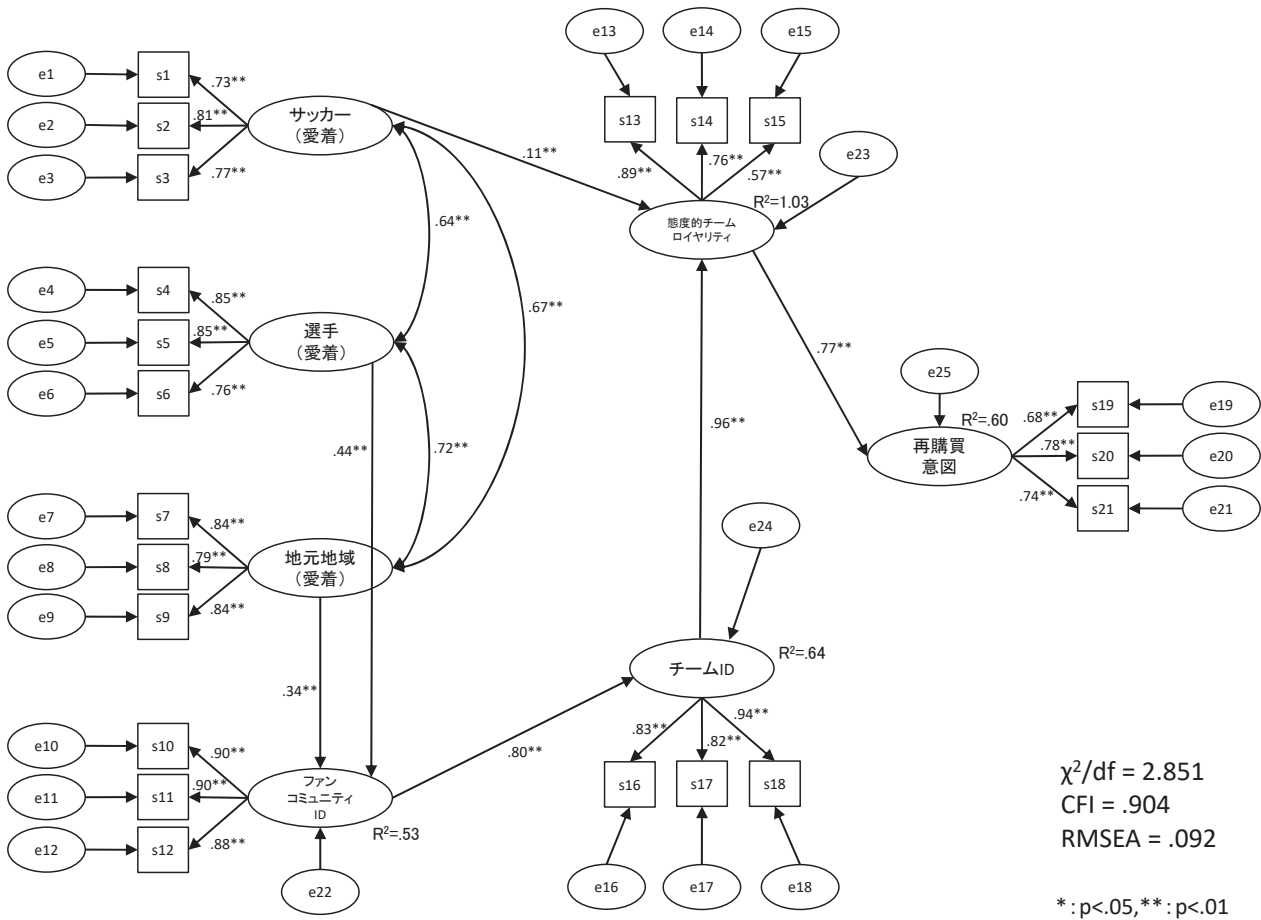 e1
s1
.73**
e2
s2
.81**
e3
s3
.77**
サッカー
(愛着)
e4
s4
.85**
e5
s5
.85**
e6
s6
.76**
選手
(愛着)
e7
s7
.84**
e8
s8
.79**
e9
s9
.84**
地元地域
(愛着)
e10
s10
.90**
e11
s11
.90**
e12
s12
.88**
ファン
コミュニティ
ID
R²=.53
e22
.64**
.67**
.72**
.44**
.34**
.11**
.80**
e13
e14
e15
s13
s14
s15
.89**
.76**
.57**
e23
R²=1.03
態度的チーム
ロイヤリティ
.96**
.77**
e24
チームID
R²=.64
.83**
.82**
.94**
s16
s17
s18
e16
e17
e18
e25
R²=.60
再購買
意図
.68**
s19
e19
.78**
s20
e20
.74**
s21
e21
χ²/df = 2.851
CFI = .904
RMSEA = .092
*:p<.05,**:p<.01